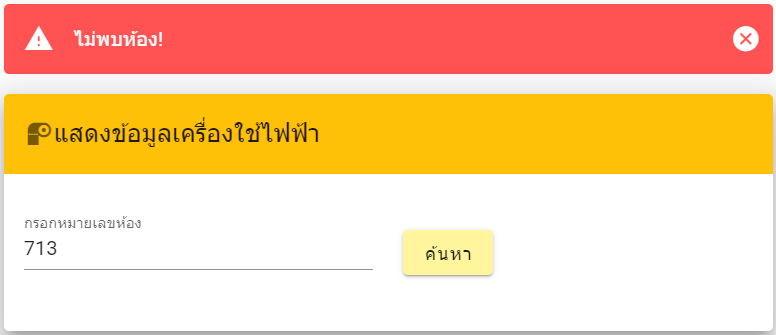 ไม่พบห้อง!
แสดงข้อมูลเครื่องใช้ไฟฟ้า
กรอกหมายเลขห้อง
713
ค้นหา